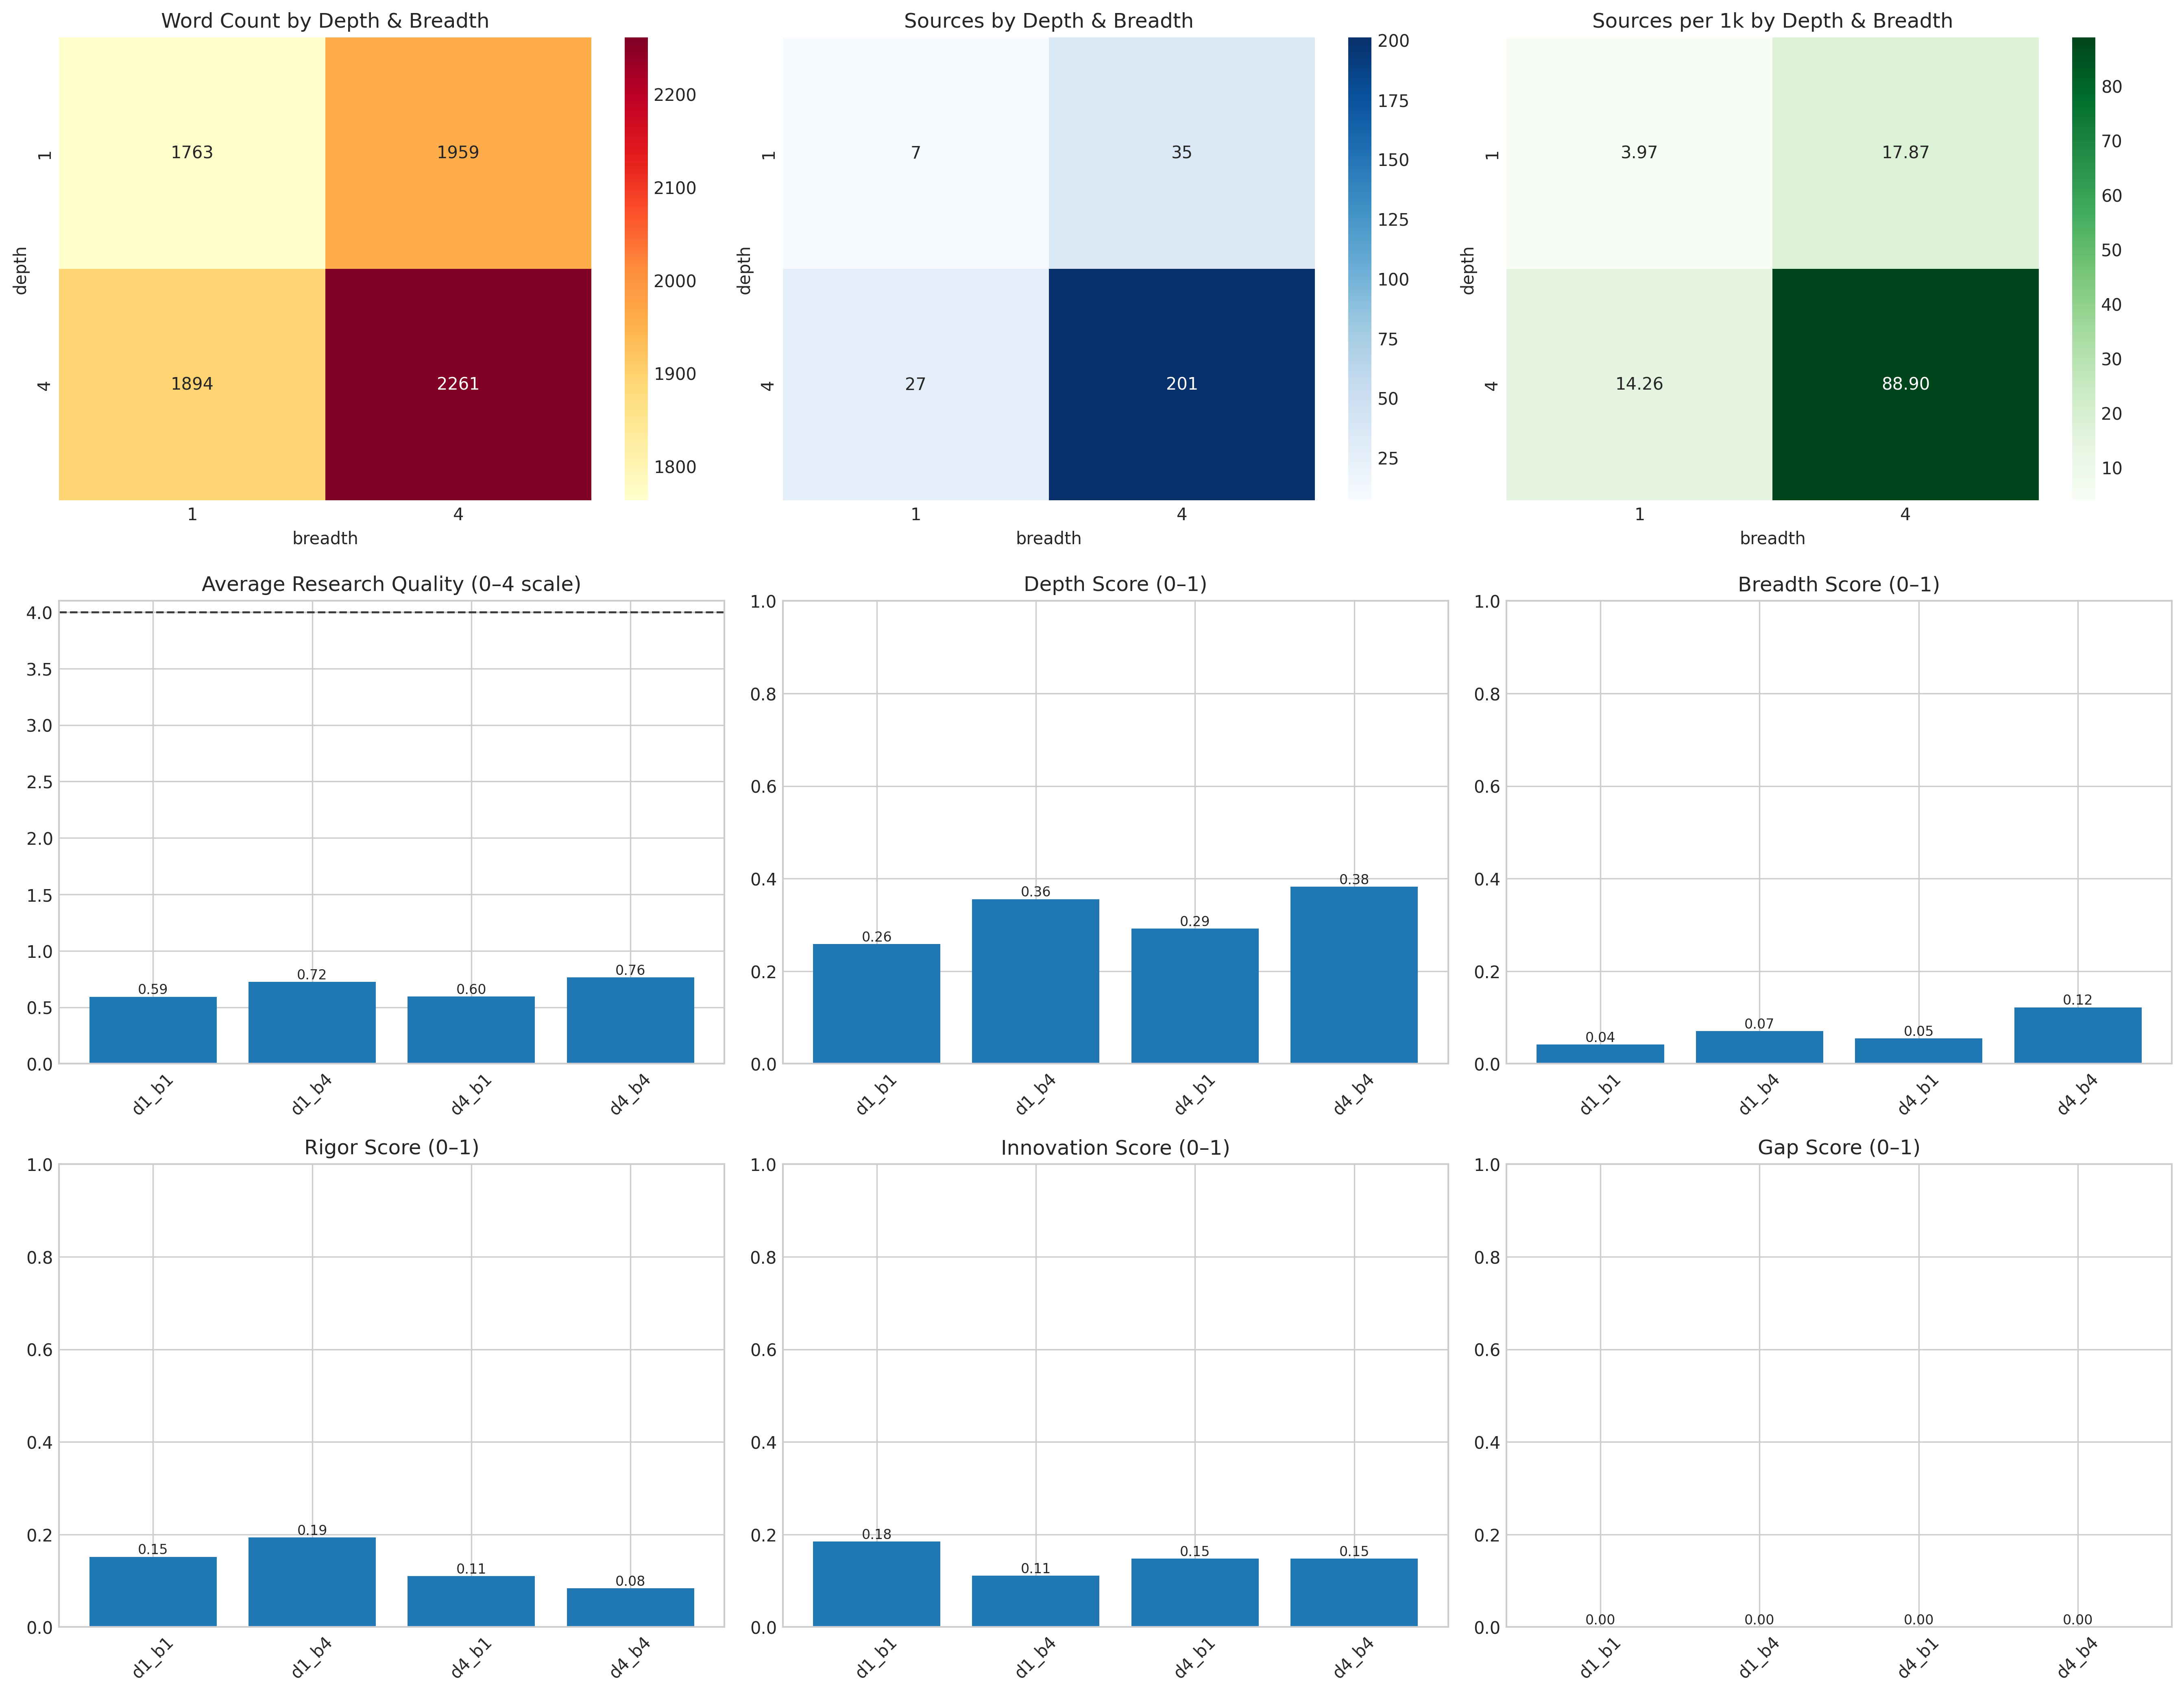 Word Count by Depth & Breadth
depth
1
4
1763
1959
1894
2261
1
4
breadth
2200
2100
2000
1900
1800
Sources by Depth & Breadth
depth
1
4
7
35
27
201
1
4
breadth
200
175
150
125
100
75
50
25
Sources per 1k by Depth & Breadth
depth
1
4
3.97
17.87
14.26
88.90
1
4
breadth
80
70
60
50
40
30
20
10
Average Research Quality (0–4 scale)
4.0
3.5
3.0
2.5
2.0
1.5
1.0
0.5
0.0
0.59
0.72
0.60
0.76
d1_b1
d1_b4
d4_b1
d4_b4
Depth Score (0–1)
1.0
0.8
0.6
0.4
0.2
0.0
0.26
0.36
0.29
0.38
d1_b1
d1_b4
d4_b1
d4_b4
Breadth Score (0–1)
1.0
0.8
0.6
0.4
0.2
0.0
0.04
0.07
0.05
0.12
d1_b1
d1_b4
d4_b1
d4_b4
Rigor Score (0–1)
1.0
0.8
0.6
0.4
0.2
0.0
0.15
0.19
0.11
0.08
d1_b1
d1_b4
d4_b1
d4_b4
Innovation Score (0–1)
1.0
0.8
0.6
0.4
0.2
0.0
0.18
0.11
0.15
0.15
d1_b1
d1_b4
d4_b1
d4_b4
Gap Score (0–1)
1.0
0.8
0.6
0.4
0.2
0.0
0.00
0.00
0.00
0.00
d1_b1
d1_b4
d4_b1
d4_b4